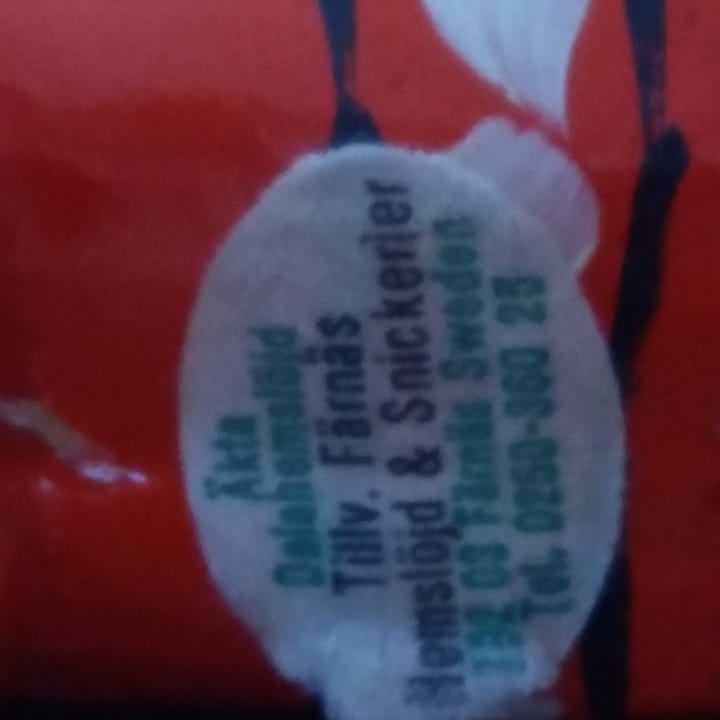 Äkta
Dalahemslöjd
Tillv. Färnäs
Hemslöjd & Snickerier
Färnäs Sweden
Tel. 0250-360 25